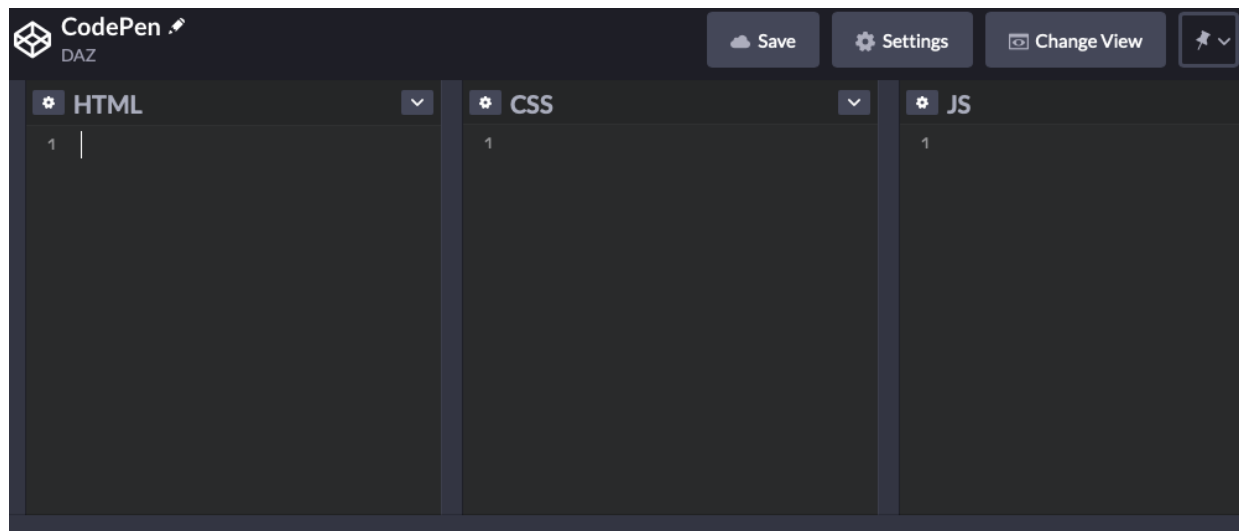 CodePen
DAZ
Save
Settings
Change View
HTML
CSS
JS
1
1
1